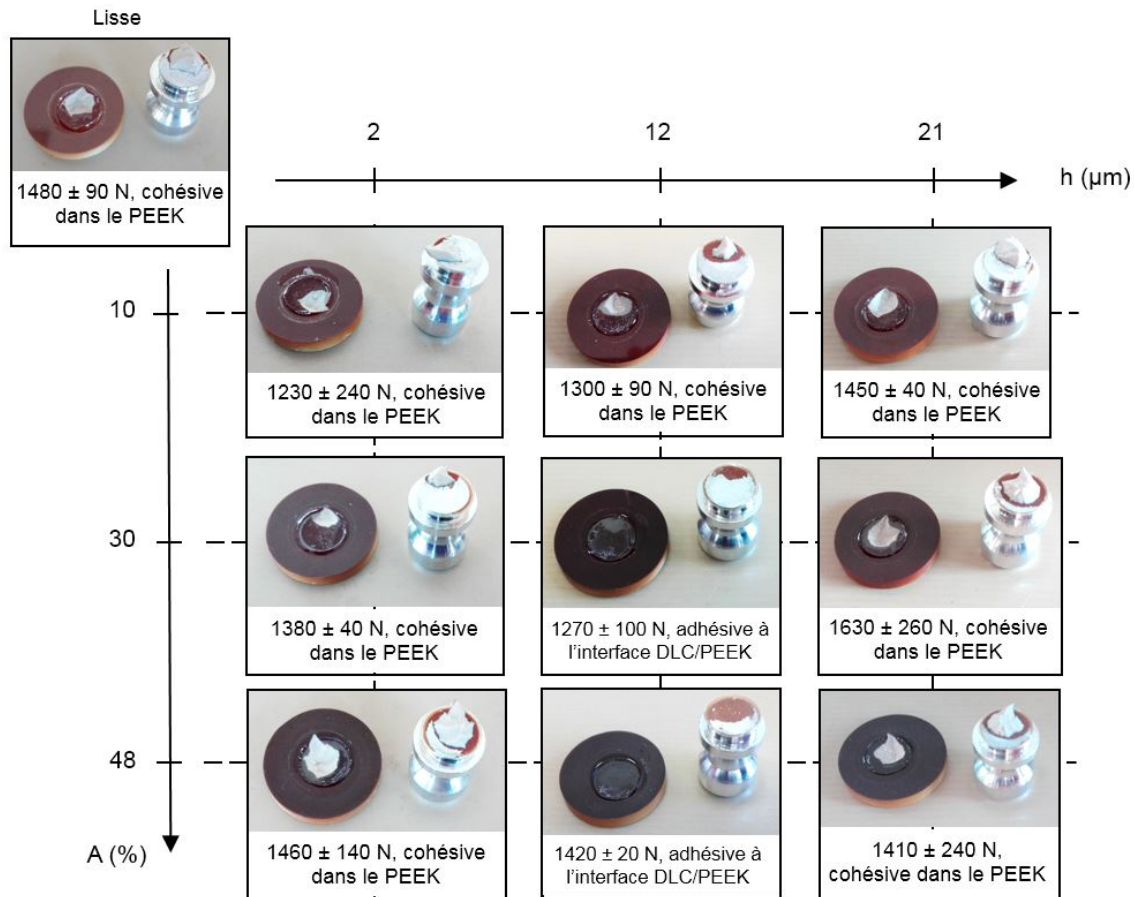 Lisse
1480 ± 90 N, cohésive
dans le PEEK
2
12
21
h (µm)
10
1230 ± 240 N, cohésive
dans le PEEK
1300 ± 90 N, cohésive
dans le PEEK
1450 ± 40 N, cohésive
dans le PEEK
30
1380 ± 40 N, cohésive
dans le PEEK
1270 ± 100 N, adhésive à
l'interface DLC/PEEK
1630 ± 260 N, cohésive
dans le PEEK
48
1460 ± 140 N, cohésive
dans le PEEK
1420 ± 20 N, adhésive à
l'interface DLC/PEEK
1410 ± 240 N,
cohésive dans le PEEK
A (%)